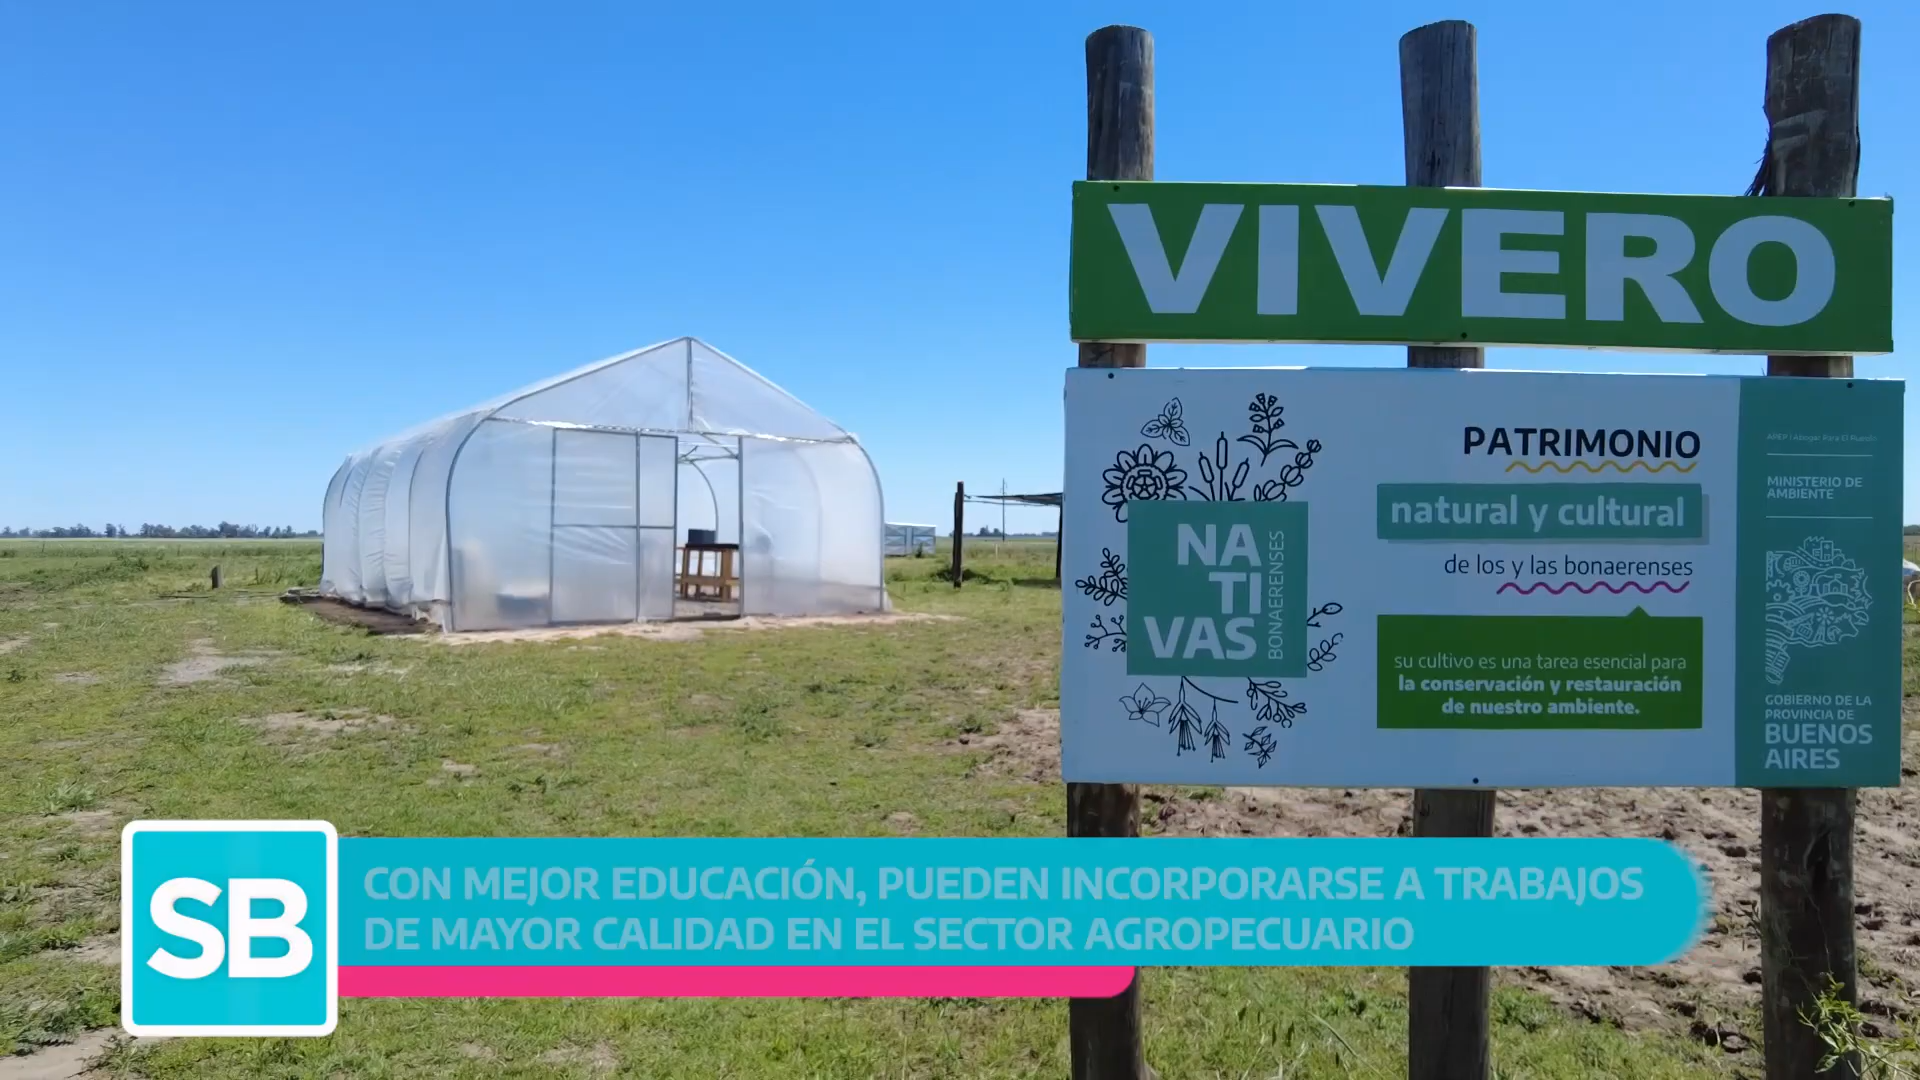 VIVERO
NA
TI
VAS
BONAERENSES
PATRIMONIO
natural y cultural
de los y las bonaerenses
su cultivo es una tarea esencial para
la conservación y restauración
de nuestro ambiente.
MINISTERIO DE
AMBIENTE
GOBIERNO DE LA
PROVINCIA DE
BUENOS
AIRES
SB
CON MEJOR EDUCACIÓN, PUEDEN INCORPORARSE A TRABAJOS
DE MAYOR CALIDAD EN EL SECTOR AGROPECUARIO